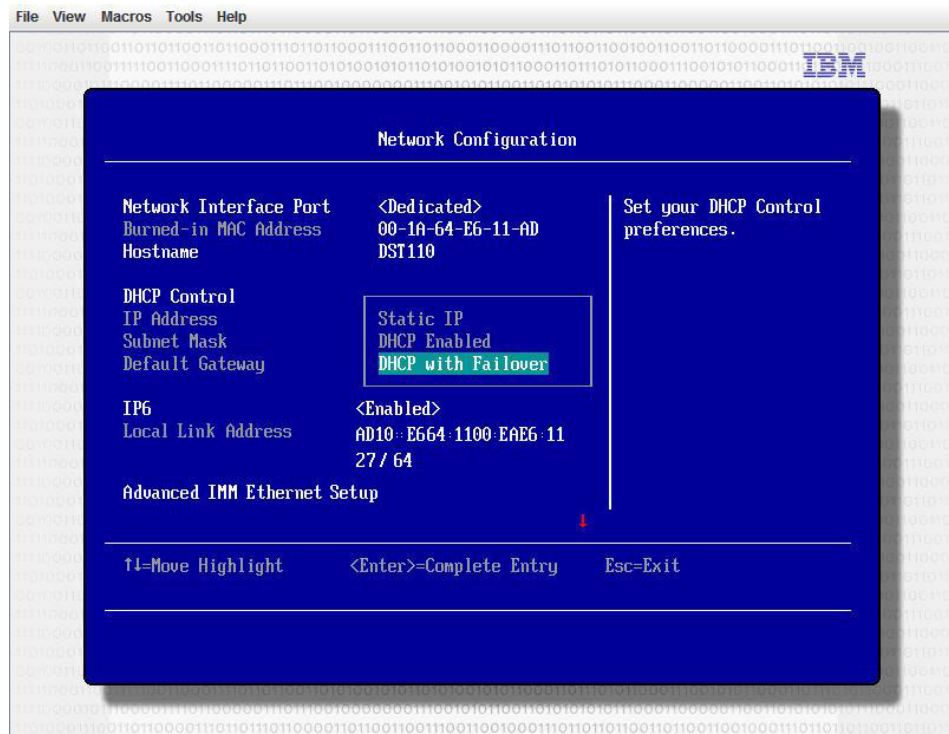 File View Macros Tools Help
IBM
Network Configuration
Network Interface Port <Dedicated>
Burned-in MAC Address 00-1A-64-E6-11-AD
Hostname DST110
Set your DHCP Control
preferences.
DHCP Control
IP Address Static IP
Subnet Mask DHCP Enabled
Default Gateway DHCP with Failover
IP6 <Enabled>
Local Link Address AD10::E664:1100:EAE6:11
27/64
Advanced IMM Ethernet Setup
↓
↑↓=Move Highlight <Enter>=Complete Entry Esc=Exit